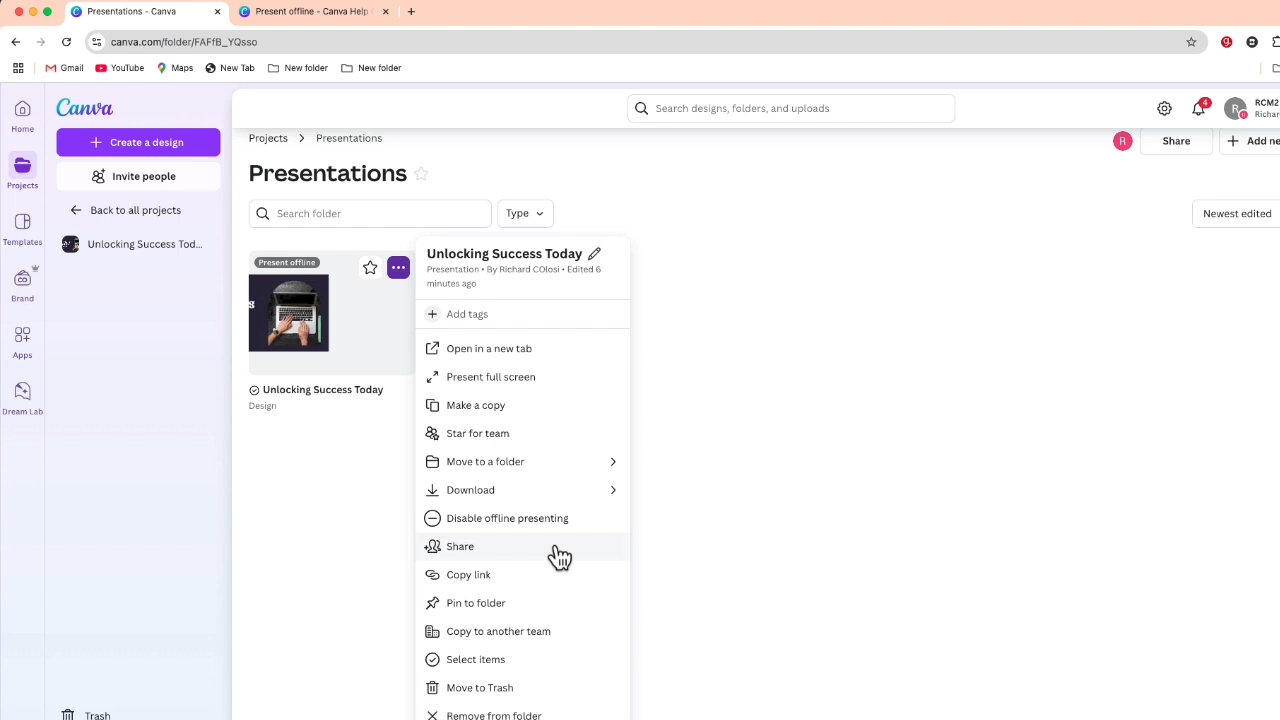 Presentations - Canva
Present offline - Canva Help
canva.com/folder/FAFfB_YQsso
Gmail
YouTube
Maps
New Tab
New folder
New folder
Home
Projects
Templates
Brand
Apps
Dream Lab
Canva
Create a design
Invite people
Back to all projects
Unlocking Success Tod...
Trash
Search designs, folders, and uploads
4
R
RCM2
Richar
Projects > Presentations
R
Share
Add ne
Presentations
Search folder
Type
Newest edited
Present offline
s
Unlocking Success Today
Design
Unlocking Success Today
Presentation • By Richard COlosi • Edited 6
minutes ago
Add tags
Open in a new tab
Present full screen
Make a copy
Star for team
Move to a folder
Download
Disable offline presenting
Share
Copy link
Pin to folder
Copy to another team
Select items
Move to Trash
Remove from folder